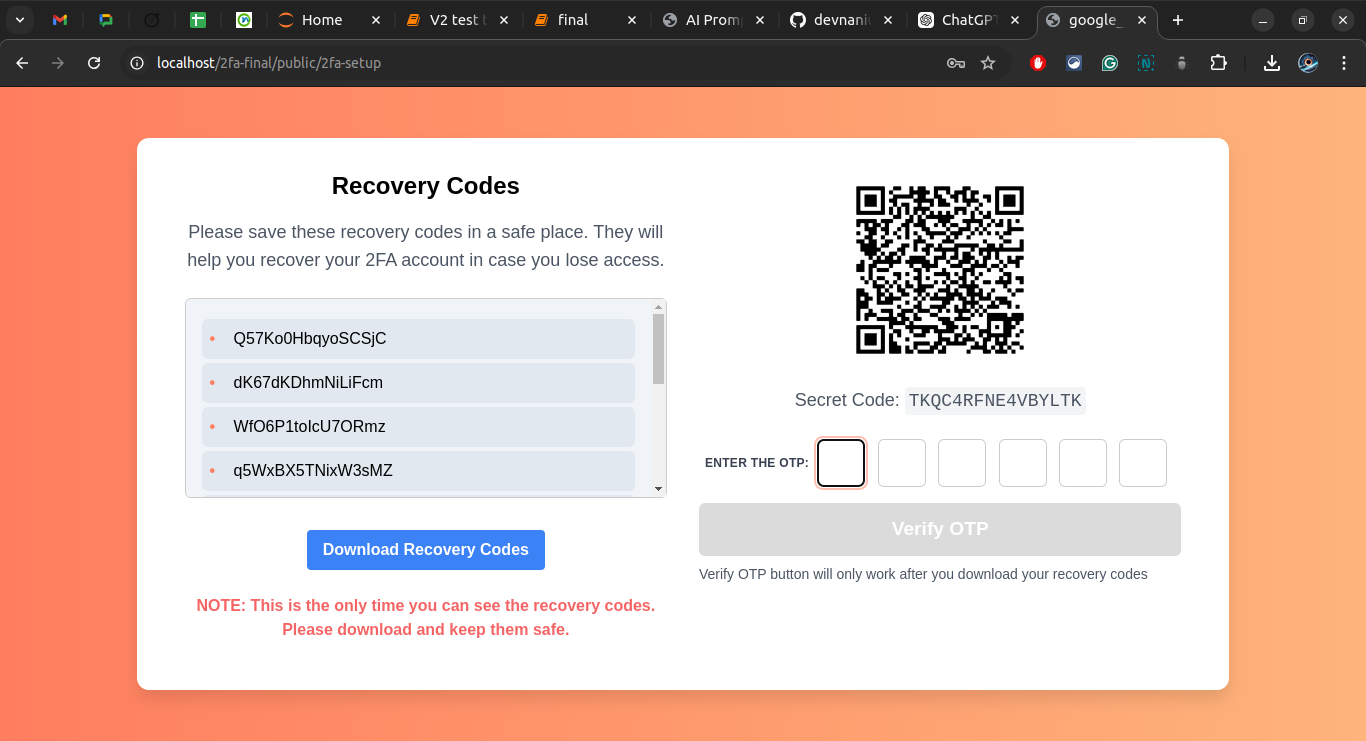 Home
V2 test
final
AI Prom
devnani
ChatGPT
google_
localhost/2fa-final/public/2fa-setup
Recovery Codes
Please save these recovery codes in a safe place. They will
help you recover your 2FA account in case you lose access.
Q57Ko0HbqyoSCSjC
dK67dKDhmNiLiFcm
WfO6P1toIcU7ORmz
q5WxBX5TNixW3sMZ
Download Recovery Codes
NOTE: This is the only time you can see the recovery codes.
Please download and keep them safe.
Secret Code: TKQC4RFNE4VBYLTK
ENTER THE OTP:
Verify OTP
Verify OTP button will only work after you download your recovery codes